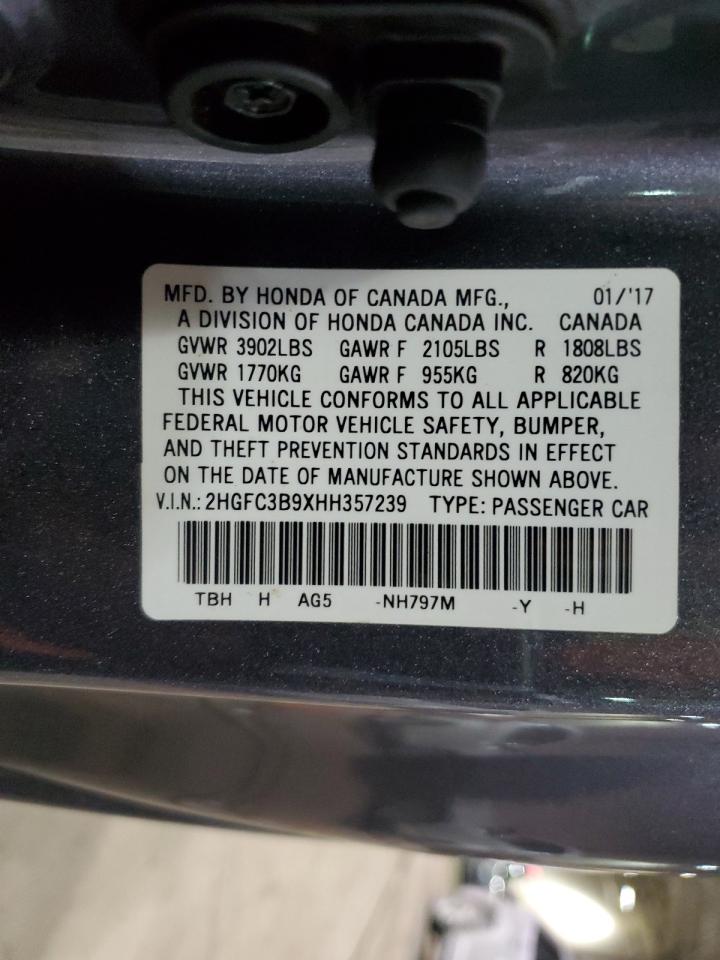 MFD. BY HONDA OF CANADA MFG., 01/'17
A DIVISION OF HONDA CANADA INC. CANADA
GVWR 3902LBS GAWR F 2105LBS R 1808LBS
GVWR 1770KG GAWR F 955KG R 820KG
THIS VEHICLE CONFORMS TO ALL APPLICABLE
FEDERAL MOTOR VEHICLE SAFETY, BUMPER,
AND THEFT PREVENTION STANDARDS IN EFFECT
ON THE DATE OF MANUFACTURE SHOWN ABOVE.
V.I.N.: 2HGFC3B9XHH357239 TYPE: PASSENGER CAR
TBH H AG5 -NH797M -Y -H